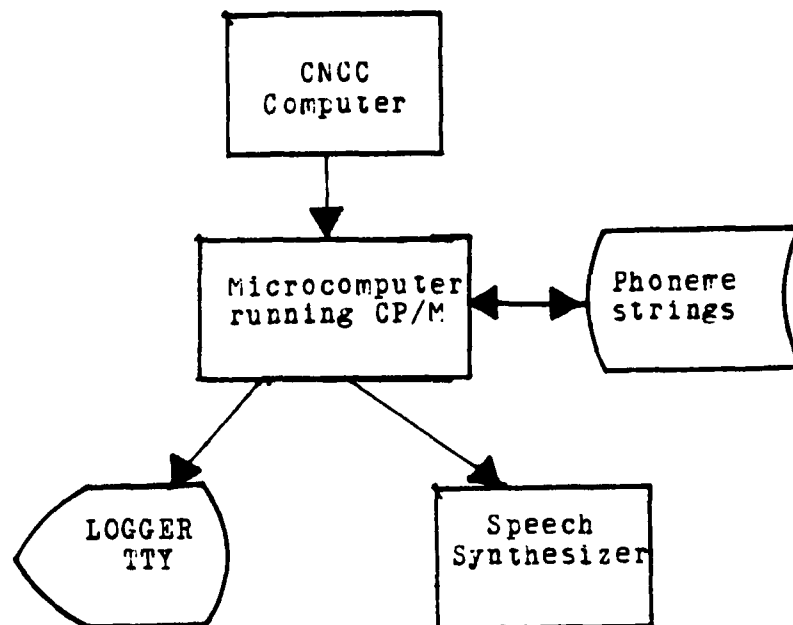 CNCC
Computer
Microcomputer
running CP/M
Phoneme
strings
LOGGER
TTY
Speech
Synthesizer